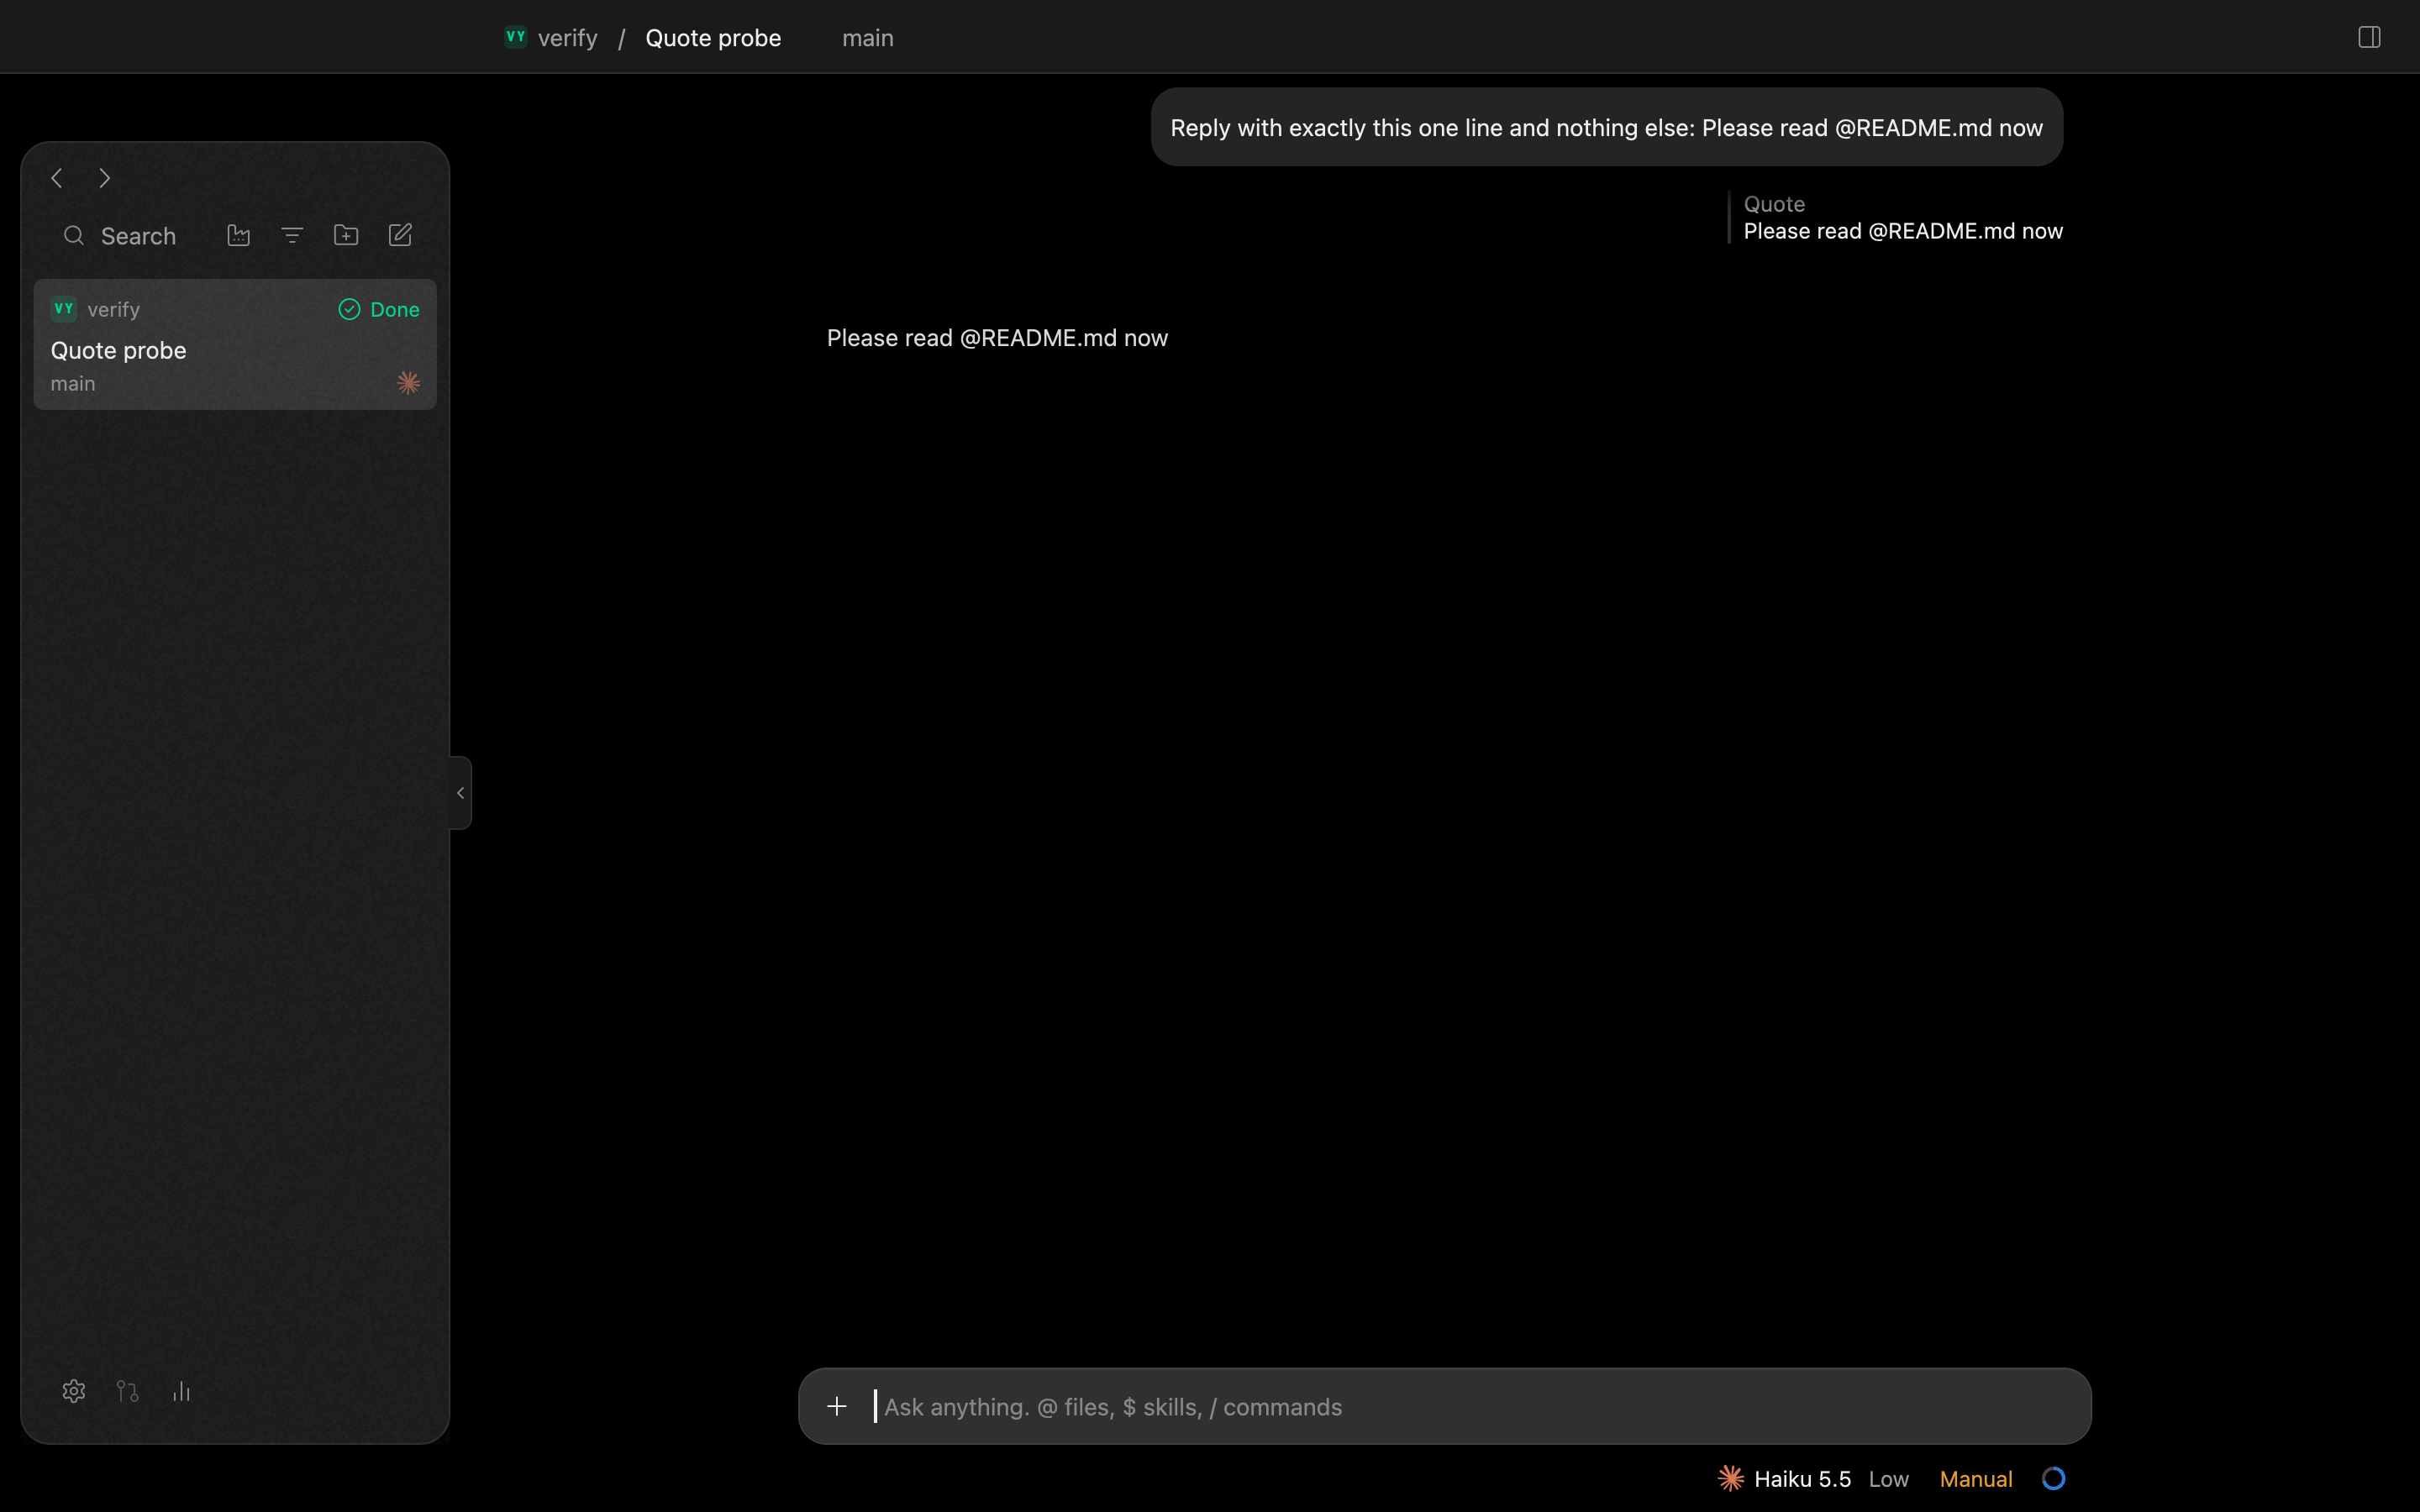 VY verify / Quote probe main
Reply with exactly this one line and nothing else: Please read @README.md now
Search
Quote
Please read @README.md now
VY verify Done
Quote probe
main
Please read @README.md now
Ask anything. @ files, $ skills, / commands
Haiku 5.5 Low Manual